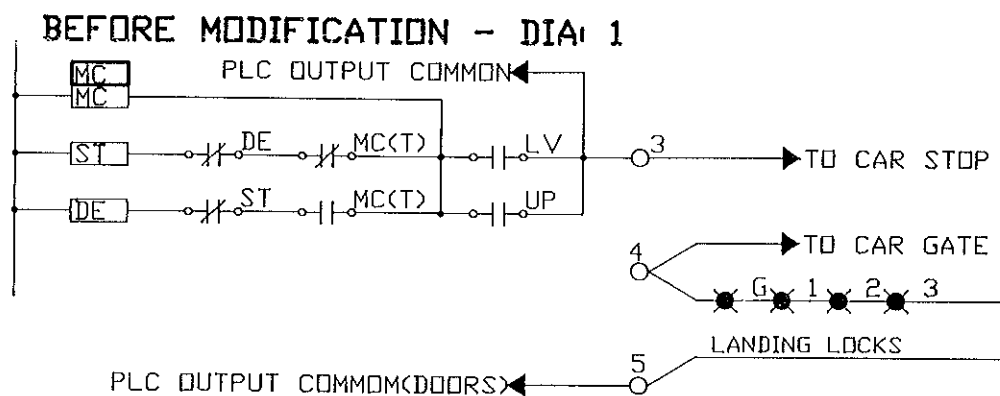 BEFORE MODIFICATION - DIA 1
MC
PLC OUTPUT COMMON
MC
ST DE MC(T) LV 3 TO CAR STOP
DE ST MC(T) UP
4 TO CAR GATE
G 1 2 3
LANDING LOCKS
5
PLC OUTPUT COMMOM(DOORS)